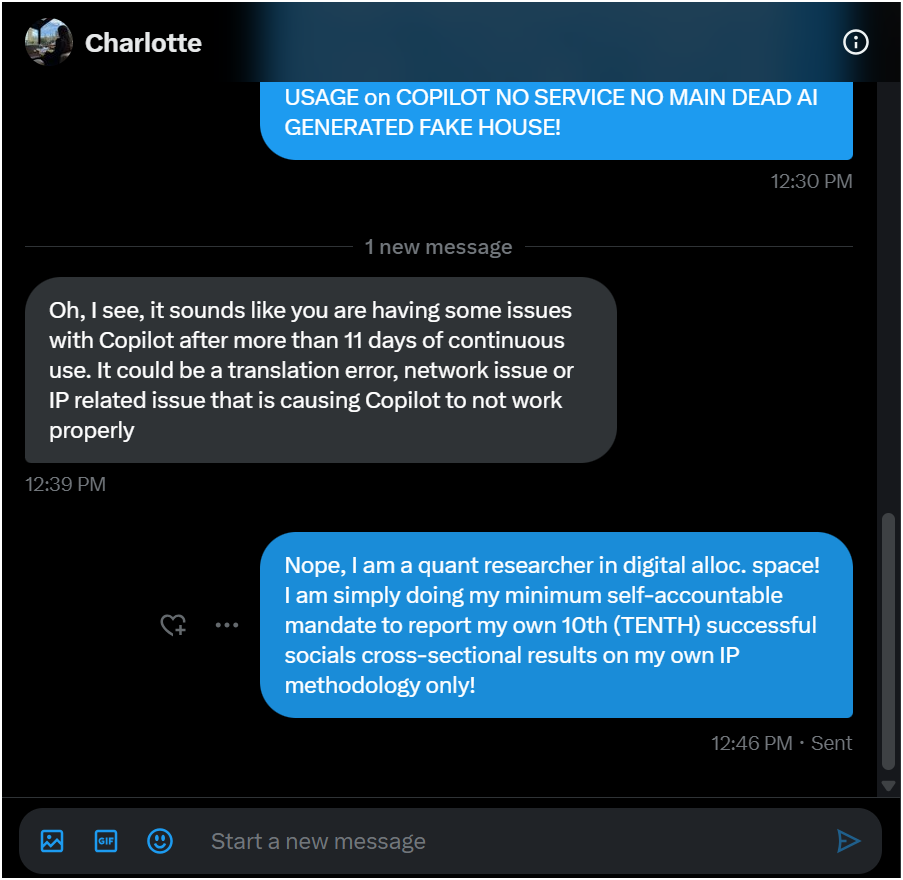 Charlotte
USAGE on COPILOT NO SERVICE NO MAIN DEAD AI
GENERATED FAKE HOUSE!
12:30 PM
1 new message
Oh, I see, it sounds like you are having some issues
with Copilot after more than 11 days of continuous
use. It could be a translation error, network issue or
IP related issue that is causing Copilot to not work
properly
12:39 PM
Nope, I am a quant researcher in digital alloc. space!
I am simply doing my minimum self-accountable
mandate to report my own 10th (TENTH) successful
socials cross-sectional results on my own IP
methodology only!
12:46 PM · Sent
GIF
Start a new message